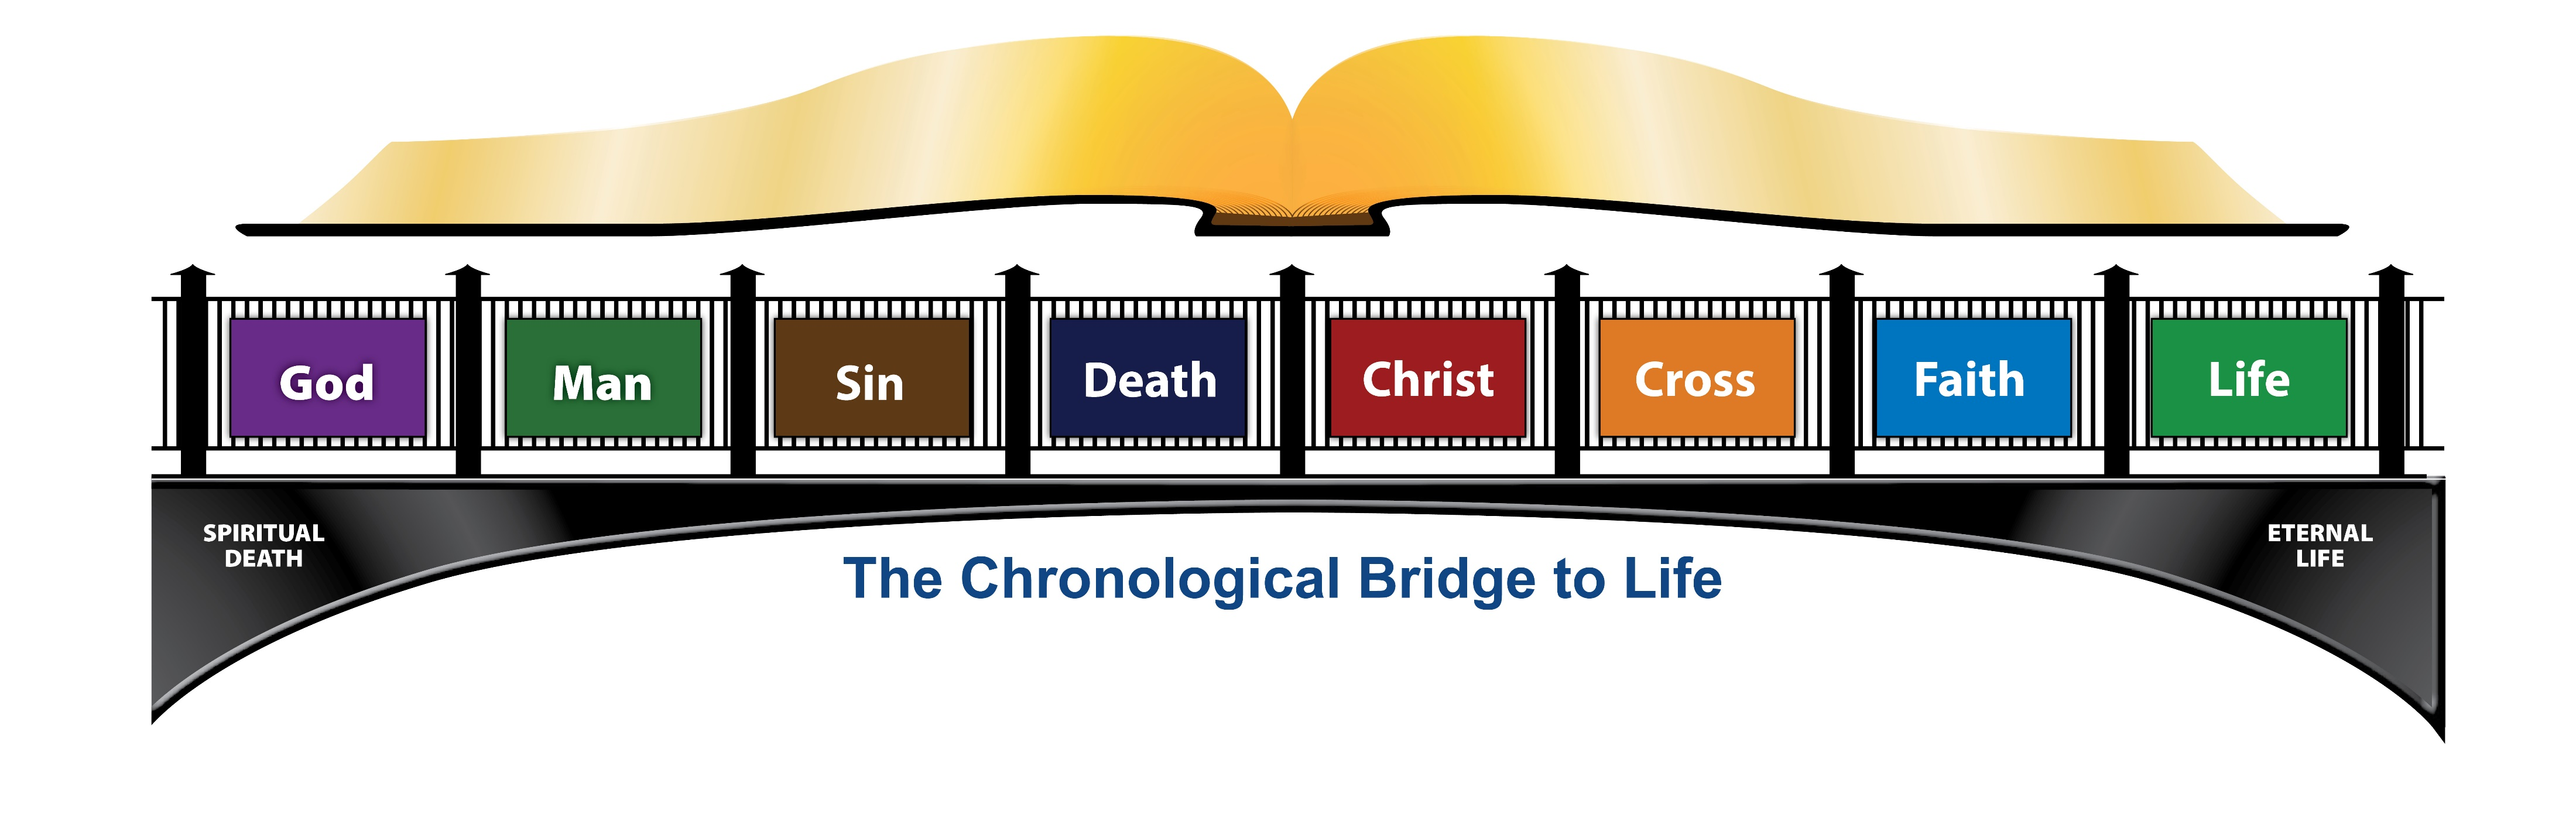 God
Man
Sin
Death
Christ
Cross
Faith
Life
SPIRITUAL
DEATH
ETERNAL
LIFE
The Chronological Bridge to Life